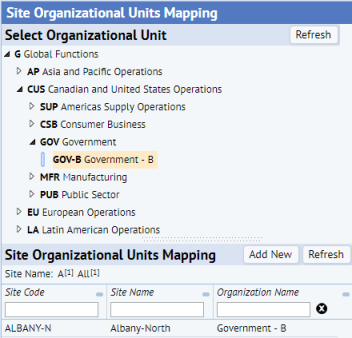 Site Organizational Units Mapping
Select Organizational Unit Refresh
G Global Functions
AP Asia and Pacific Operations
CUS Canadian and United States Operations
SUP Americas Supply Operations
CSB Consumer Business
GOV Government
GOV-B Government - B
MFR Manufacturing
PUB Public Sector
EU European Operations
LA Latin American Operations
Site Organizational Units Mapping Add New Refresh
Site Name: A[1] All[1]
Site Code Site Name Organization Name
ALBANY-N Albany-North Government - B